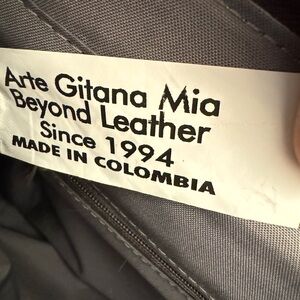 Arte Gitana Mia
Beyond Leather
Since 1994
MADE IN COLOMBIA